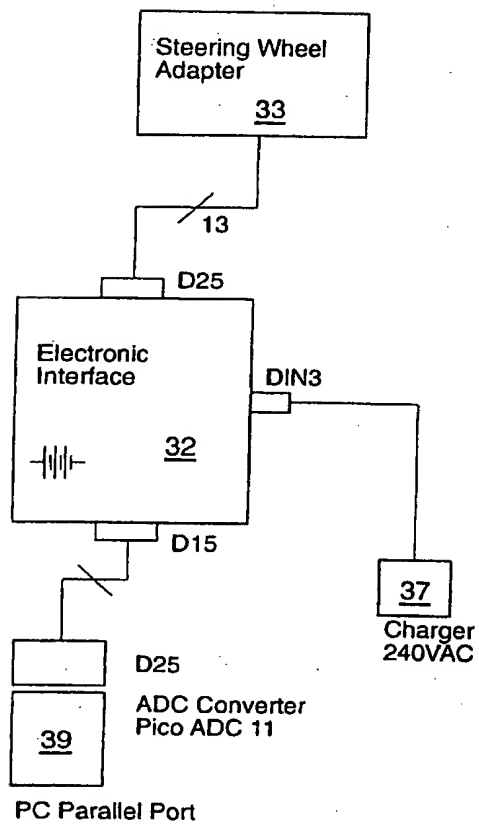 Steering Wheel
Adapter
33
13
D25
Electronic
Interface
DIN3
32
D15
37
Charger
240VAC
D25
ADC Converter
Pico ADC 11
39
PC Parallel Port